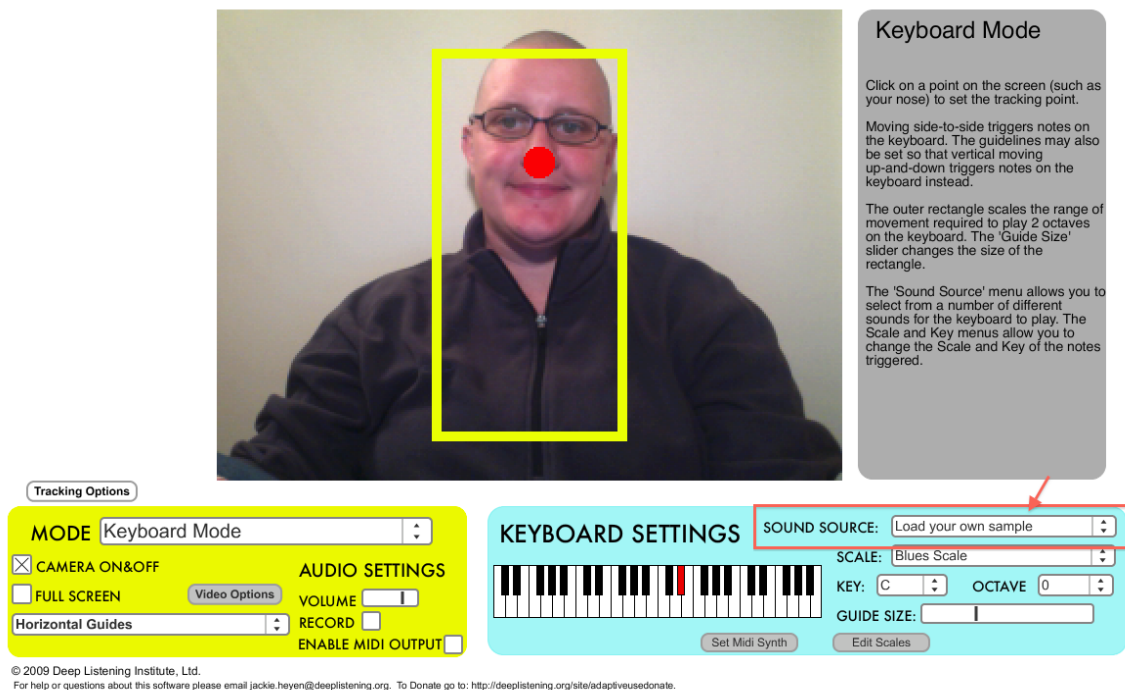 Keyboard Mode
Click on a point on the screen (such as
your nose) to set the tracking point.
Moving side-to-side triggers notes on
the keyboard. The guidelines may also
be set so that vertical moving
up-and-down triggers notes on the
keyboard instead.
The outer rectangle scales the range of
movement required to play 2 octaves
on the keyboard. The 'Guide Size'
slider changes the size of the
rectangle.
The 'Sound Source' menu allows you to
select from a number of different
sounds for the keyboard to play. The
Scale and Key menus allow you to
change the Scale and Key of the notes
triggered.
Tracking Options
MODE Keyboard Mode
CAMERA ON&OFF
FULL SCREEN Video Options
Horizontal Guides
AUDIO SETTINGS
VOLUME
RECORD
ENABLE MIDI OUTPUT
KEYBOARD SETTINGS
SOUND SOURCE: Load your own sample
SCALE: Blues Scale
KEY: C OCTAVE 0
GUIDE SIZE:
Set Midi Synth Edit Scales
© 2009 Deep Listening Institute, Ltd.
For help or questions about this software please email jackie.heyen@deeplistening.org. To Donate go to: http://deeplistening.org/site/adaptiveusedonate.